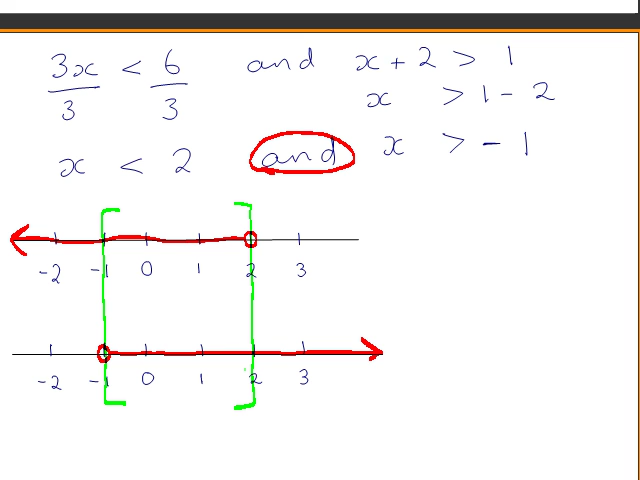 3x < 6 and x + 2 > 1
3 3 x > 1 - 2
x < 2 and x > - 1
-2 -1 0 1 2 3
-2 -1 0 1 2 3